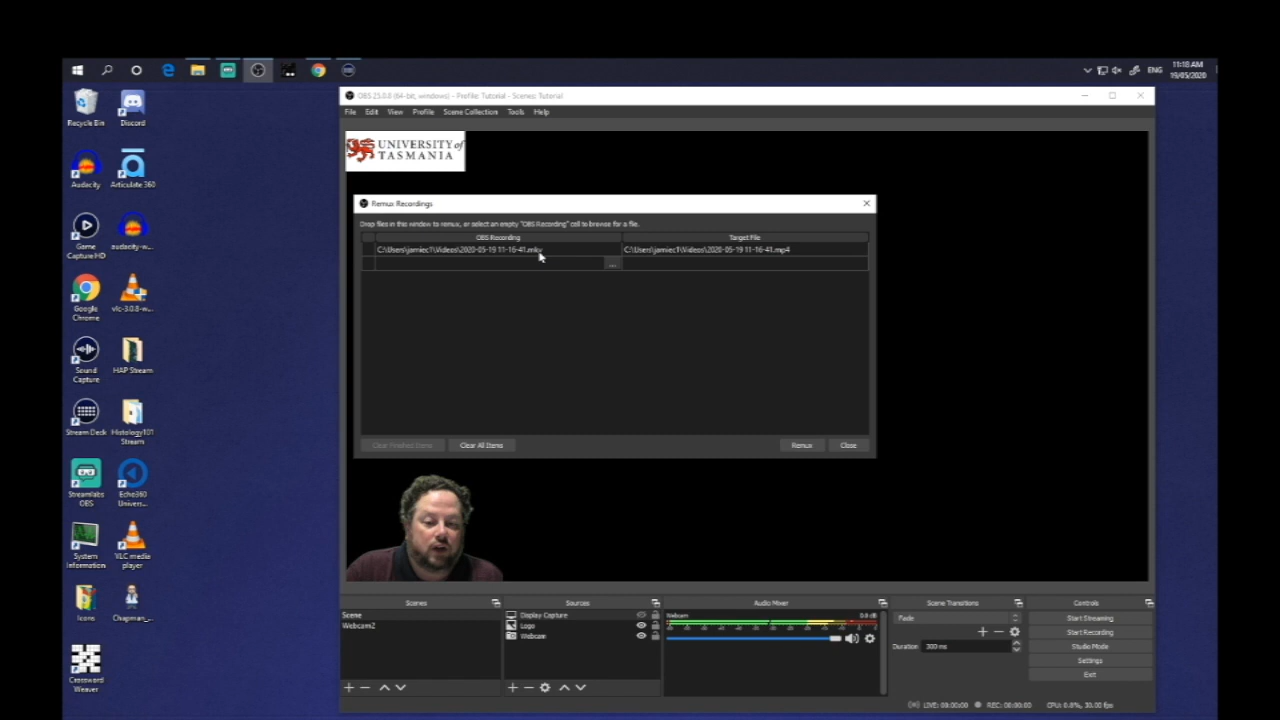 11:18 AM
ENG
19/05/2020
OBS 25.0.8 (64-bit, windows) - Profile: Tutorial - Scenes: Tutorial
File Edit View Profile Scene Collection Tools Help
Recycle Bin
Discord
UNIVERSITY of
TASMANIA
Audacity
Articulate 360
Remux Recordings
Drop files in this window to remux, or select an empty "OBS Recording" cell to browse for a file.
OBS Recording
Target File
C:\Users\jamiec1\Videos\2020-05-19 11-16-41.mkv
C:\Users\jamiec1\Videos\2020-05-19 11-16-41.mp4
...
Game
Capture HD
audacity-w...
Google
Chrome
vlc-3.0.8-w...
Sound
Capture
HAP Stream
Stream Deck
Histology101
Stream
Clear Finished Items
Clear All Items
Remux
Close
Streamlabs
OBS
Echo360
Univers...
System
Information
VLC media
player
Icons
Chapman_...
Crossword
Weaver
Scenes
Sources
Audio Mixer
Scene Transitions
Controls
Scene
Webcam2
Display Capture
Logo
Webcam
Webcam
0.0 dB
Fade
Duration
300 ms
Start Streaming
Start Recording
Studio Mode
Settings
Exit
LIVE: 00:00:00
REC: 00:00:00
CPU: 0.8%, 30.00 fps